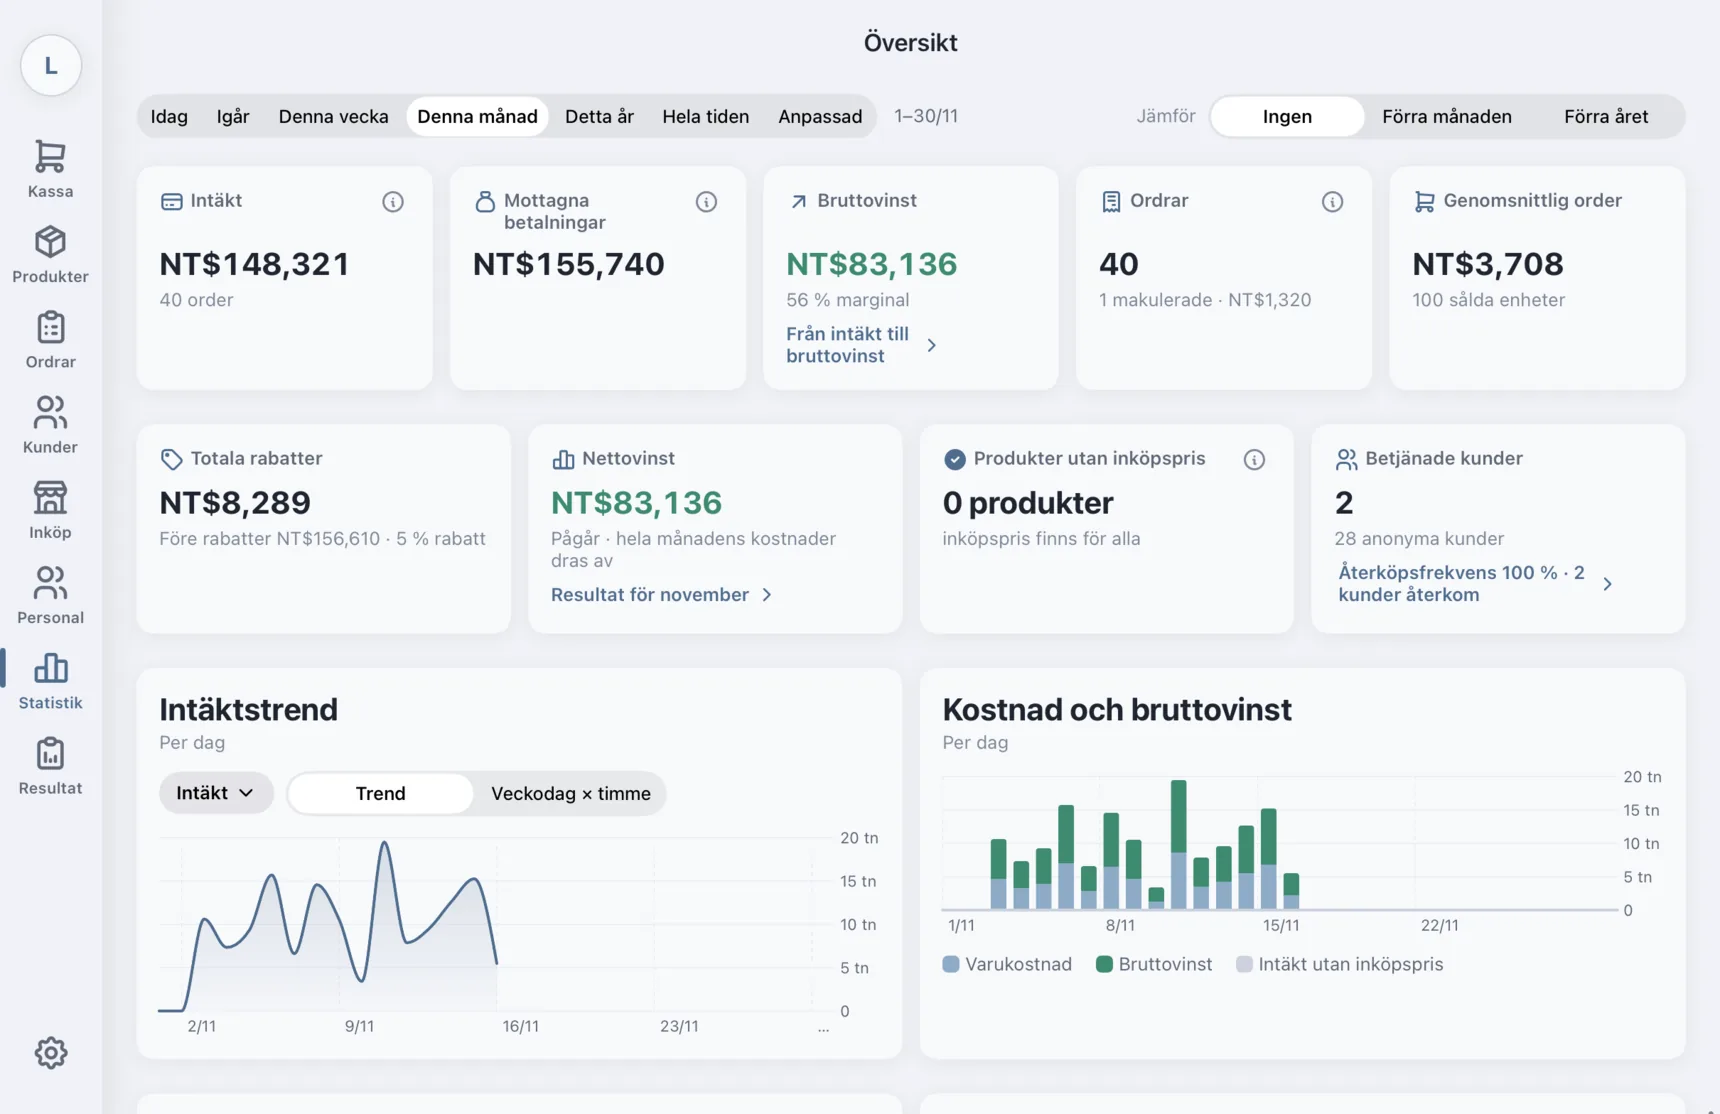 L
Kassa
Produkter
Ordrar
Kunder
Inköp
Personal
Statistik
Resultat
Översikt
Idag Igår Denna vecka Denna månad Detta år Hela tiden Anpassad 1–30/11
Jämför Ingen Förra månaden Förra året
Intäkt
NT$148,321
40 order
Mottagna
betalningar
NT$155,740
Bruttovinst
NT$83,136
56 % marginal
Från intäkt till
bruttovinst
Ordrar
40
1 makulerade · NT$1,320
Genomsnittlig order
NT$3,708
100 sålda enheter
Totala rabatter
NT$8,289
Före rabatter NT$156,610 · 5 % rabatt
Nettovinst
NT$83,136
Pågår · hela månadens kostnader
dras av
Resultat för november
Produkter utan inköpspris
0 produkter
inköpspris finns för alla
Betjänade kunder
2
28 anonyma kunder
Återköpsfrekvens 100 % · 2
kunder återkom
Intäktstrend
Per dag
Intäkt Trend Veckodag × timme
20 tn
15 tn
10 tn
5 tn
0
2/11 9/11 16/11 23/11 ...
Kostnad och bruttovinst
Per dag
20 tn
15 tn
10 tn
5 tn
0
1/11 8/11 15/11 22/11
Varukostnad Bruttovinst Intäkt utan inköpspris